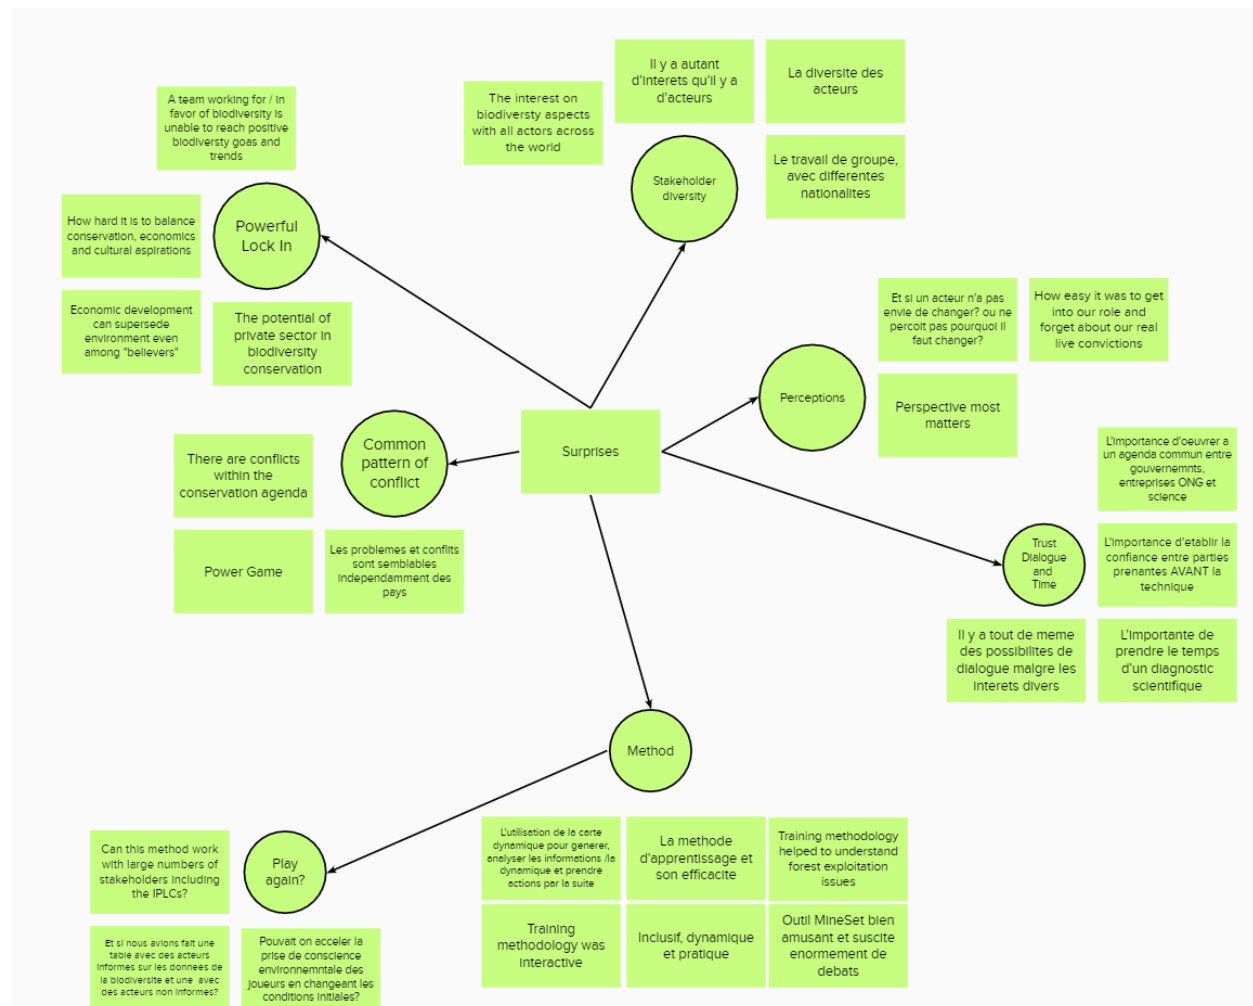 Il y a autant
d'interets qu'il y a
d'acteurs
La diversite des
acteurs
The interest on
biodiversty aspects
with all actors across
the world
Stakeholder
diversity
Le travail de groupe,
avec differentes
nationalites
A team working for / in
favor of biodiversity is
unable to reach positive
biodiversty goas and
trends
Powerful
Lock In
How hard it is to balance
conservation, economics
and cultural aspirations
Economic development
can supersede
environment even
among "believers"
The potential of
private sector in
biodiversity
conservation
Et si un acteur n'a pas
envie de changer? ou ne
percoit pas pourquoi il
faut changer?
How easy it was to get
into our role and
forget about our real
live convictions
Perceptions
Perspective most
matters
Surprises
Common
pattern of
conflict
There are conflicts
within the
conservation agenda
Power Game
Les problemes et conflits
sont semblables
independamment des
pays
L'importance d'oeuvrer a
un agenda commun entre
gouvernemnts,
entreprises ONG et
science
Trust
Dialogue
and
Time
L'importance d'etablir la
confiance entre parties
prenantes AVANT la
technique
Il y a tout de meme
des possibilites de
dialogue malgre les
interets divers
L'importante de
prendre le temps
d'un diagnostic
scientifique
Method
L'utilisation de la carte
dynamique pour generer,
analyser les informations /la
dynamique et prendre
actions par la suite
La methode
d'apprentissage et
son efficacite
Training methodology
helped to understand
forest exploitation
issues
Training
methodology was
interactive
Inclusif, dynamique
et pratique
Outil MineSet bien
amusant et suscite
enormement de
debats
Play
again?
Can this method work
with large numbers of
stakeholders including
the IPLCs?
Et si nous avions fait une
table avec des acteurs
informes sur les donnees de
la biodiversite et une avec
des acteurs non informes?
Pouvait on acceler la
prise de conscience
environnemntale des
joueurs en changeant les
conditions initiales?